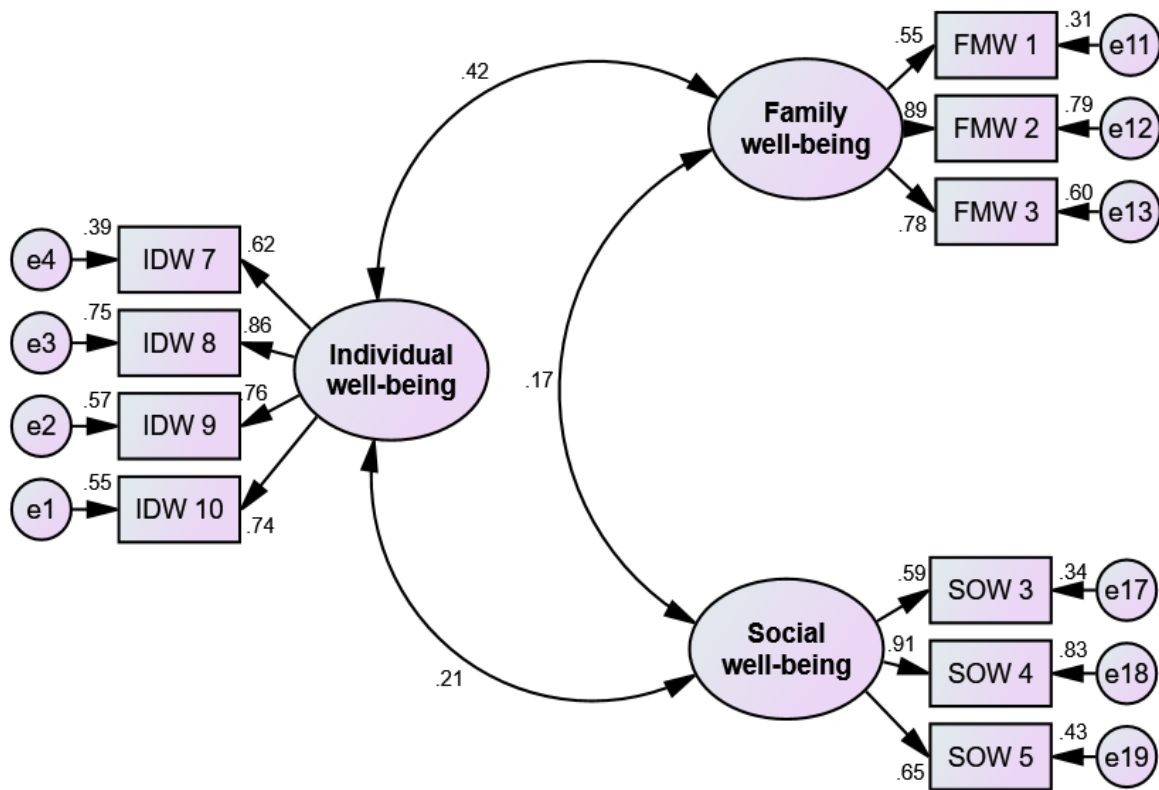 .42
Family
well-being
.55
FMW 1
.31
e11
.89
FMW 2
.79
e12
.78
FMW 3
.60
e13
e4
.39
IDW 7
.62
e3
.75
IDW 8
.86
e2
.57
IDW 9
.76
e1
.55
IDW 10
.74
Individual
well-being
.17
.21
Social
well-being
.59
SOW 3
.34
e17
.91
SOW 4
.83
e18
.65
SOW 5
.43
e19